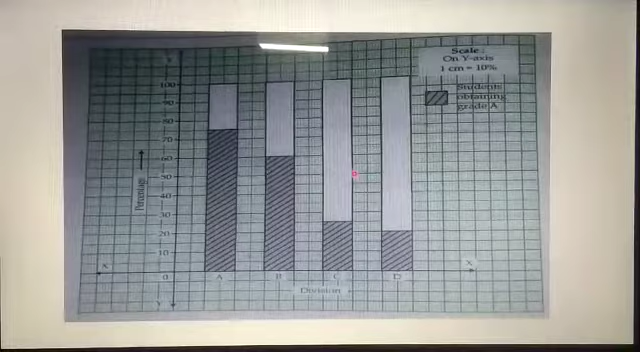 Scale :
On Y-axis
1 cm = 10%
Students
obtaining
grade A
Y
100
90
80
70
60
50
40
30
20
10
0
Percentage
X
X
A
B
C
D
Division
Y